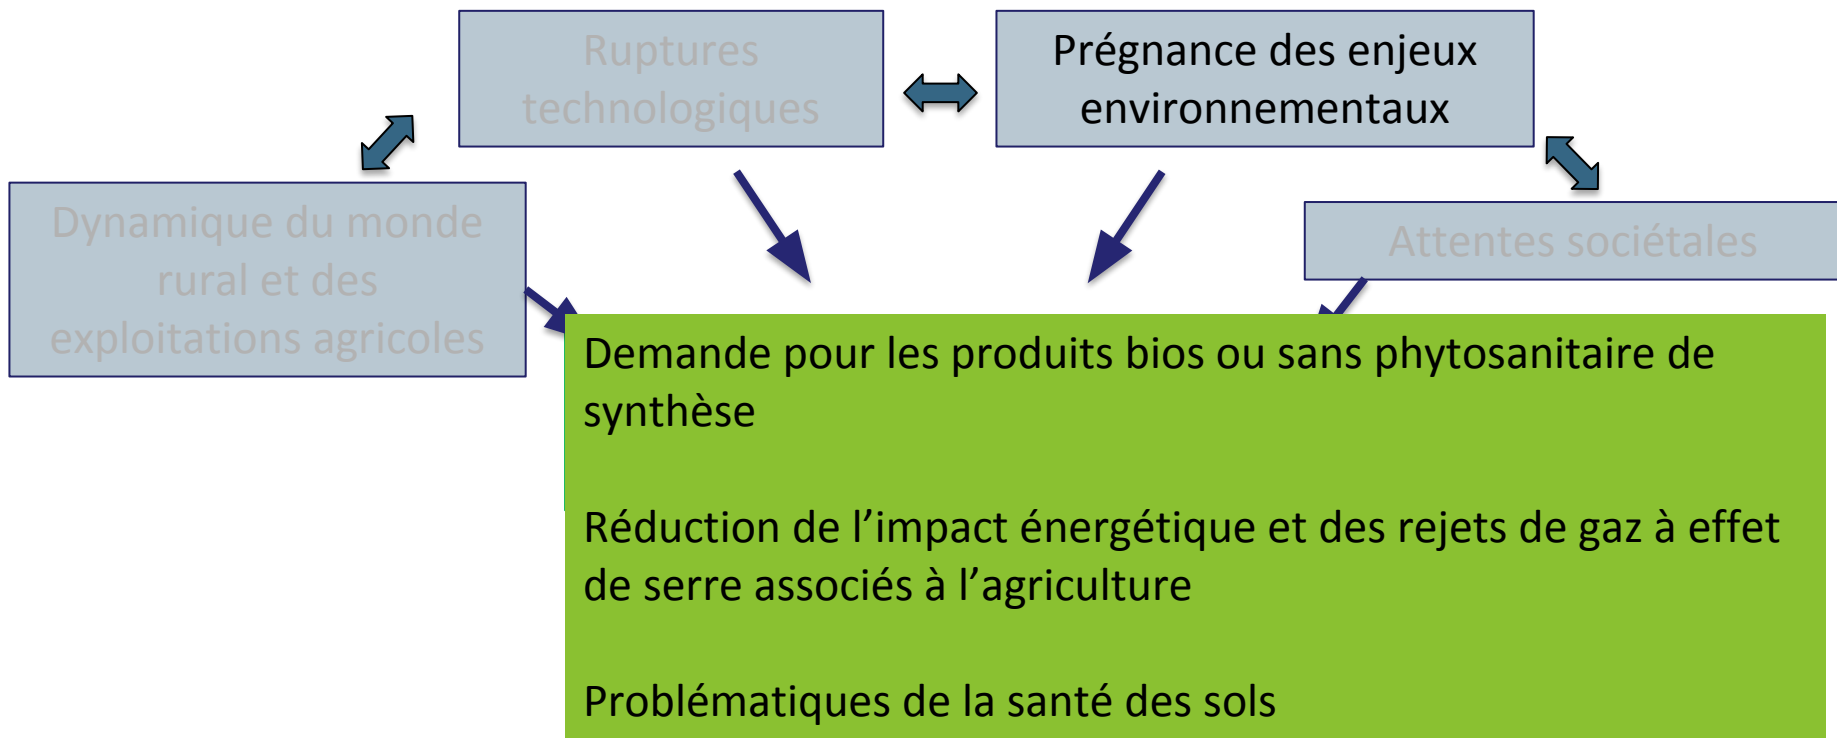 Ruptures
technologiques
Prégnance des enjeux
environnementaux
Dynamique du monde
rural et des
exploitations agricoles
Attentes sociétales
Demande pour les produits bios ou sans phytosanitaire de
synthèse
Réduction de l’impact énergétique et des rejets de gaz à effet
de serre associés à l’agriculture
Problématiques de la santé des sols